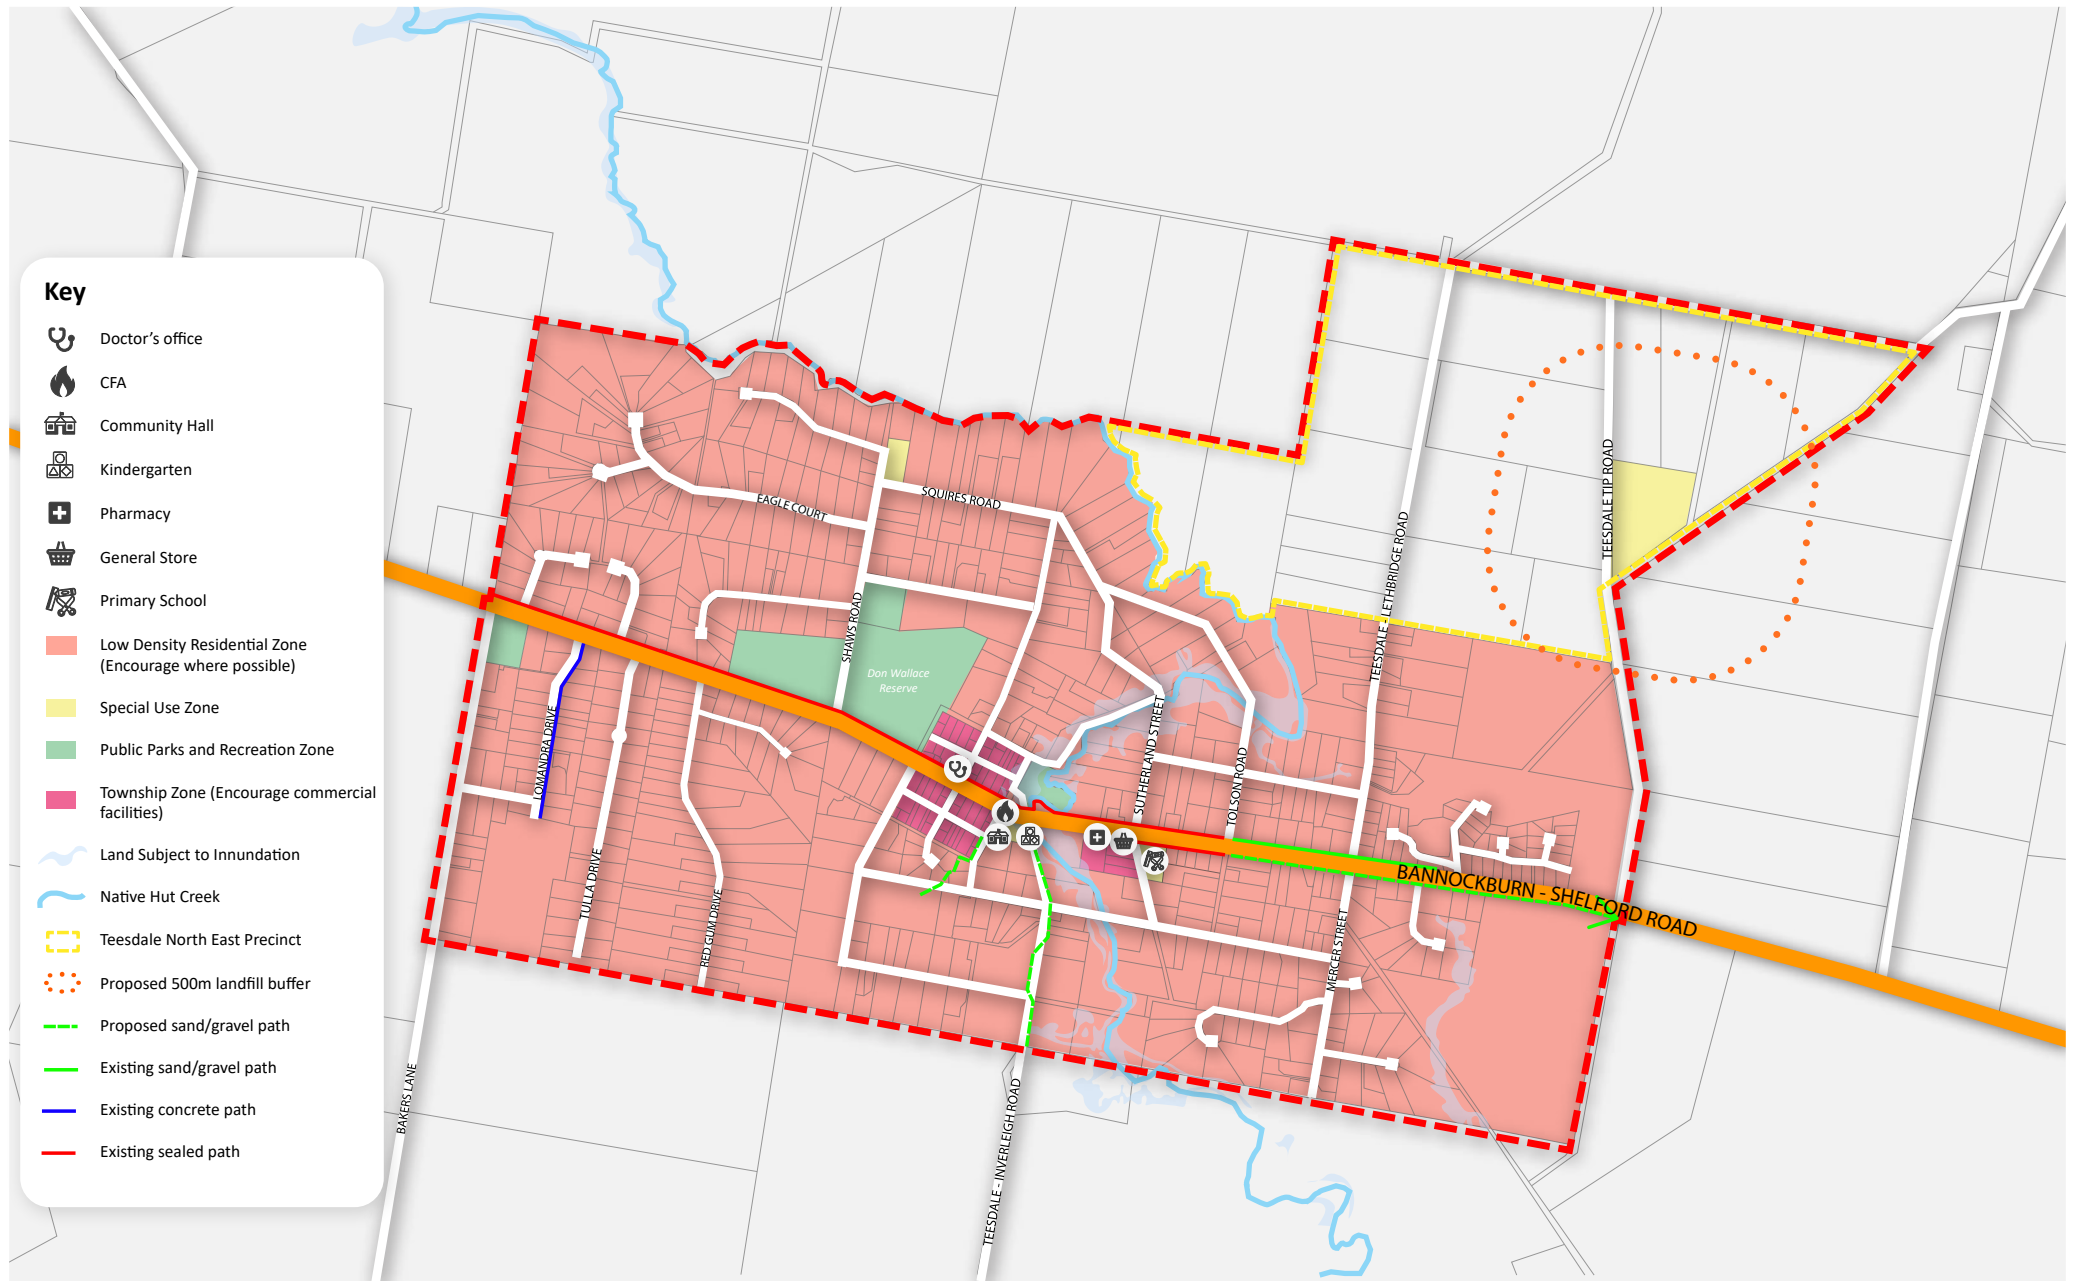 Key
Doctor's office
CFA
Community Hall
Kindergarten
Pharmacy
General Store
Primary School
Low Density Residential Zone
(Encourage where possible)
Special Use Zone
Public Parks and Recreation Zone
Township Zone (Encourage commercial
facilities)
Land Subject to Innundation
Native Hut Creek
Teesdale North East Precinct
Proposed 500m landfill buffer
Proposed sand/gravel path
Existing sand/gravel path
Existing concrete path
Existing sealed path
SQUIRES ROAD
EAGLE COURT
TEESDALE TIP ROAD
TEESDALE - LETHBRIDGE ROAD
SHAWS ROAD
Don Wallace
Reserve
LOMANDRA DRIVE
SUTHERLAND STREET
TOLSON ROAD
TULLA DRIVE
RED GUM DRIVE
BANNOCKBURN - SHELFORD ROAD
MERCER STREET
BAKERS LANE
TEESDALE - INVERLEIGH ROAD